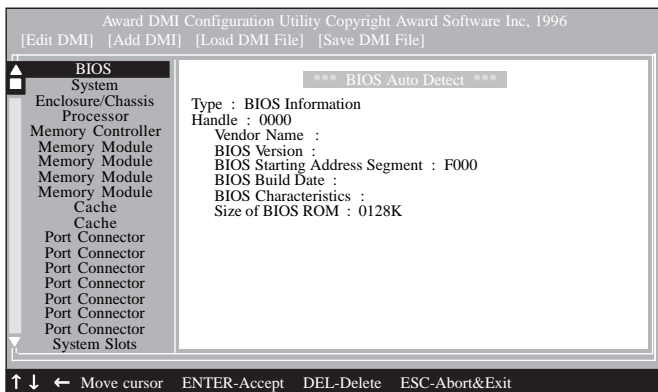 Award DMI Configuration Utility Copyright Award Software Inc, 1996
[Edit DMI] [Add DMI] [Load DMI File] [Save DMI File]
BIOS
System
Enclosure/Chassis
Processor
Memory Controller
Memory Module
Memory Module
Memory Module
Memory Module
Cache
Cache
Port Connector
Port Connector
Port Connector
Port Connector
Port Connector
Port Connector
Port Connector
System Slots
*** BIOS Auto Detect ***
Type : BIOS Information
Handle : 0000
Vendor Name :
BIOS Version :
BIOS Starting Address Segment : F000
BIOS Build Date :
BIOS Characteristics :
Size of BIOS ROM : 0128K
↑ ↓ ← Move cursor ENTER-Accept DEL-Delete ESC-Abort&Exit